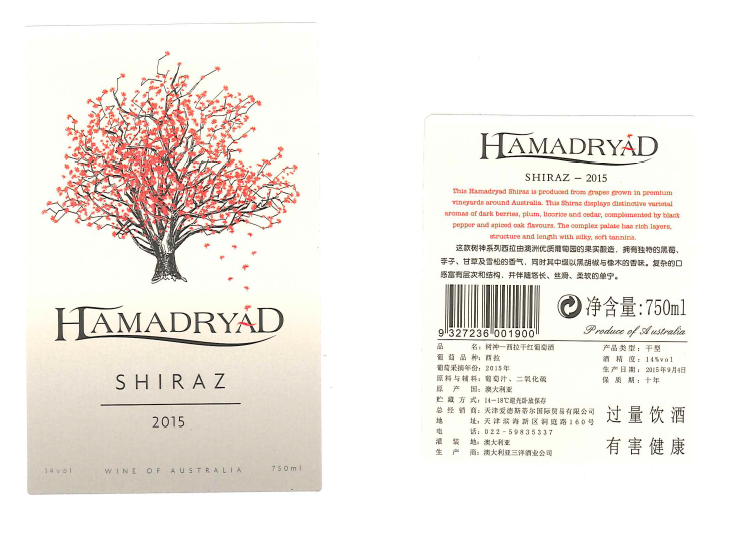 HAMADRYAD
SHIRAZ
2015
14vol WINE OF AUSTRALIA 750ml
HAMADRYAD
SHIRAZ – 2015
This Hamadryad Shiraz is produced from grapes grown in premium
vineyards around Australia. This Shiraz displays distinctive varietal
aromas of dark berries, plum, licorice and cedar, complemented by black
pepper and spiced oak flavours. The complex palate has rich layers,
structure and length with silky, soft tannins.
这款树神系列西拉由澳洲优质葡萄园的果实酿造，拥有独特的黑莓、
李子、甘草及雪松的香气，同时其中缀以黑胡椒与橡木的香味。复杂的口
感富有层次和结构，并伴随悠长、丝滑、柔软的单宁。
净含量:750ml
9 327236 001900
Produce of Australia
品名：树神—西拉干红葡萄酒 产品类型：干型
葡萄品种：西拉 酒精度：14%vol
葡萄采摘年份：2015年 生产日期：2015年9月4日
原料与辅料：葡萄汁、二氧化硫 保质期：十年
原产国：澳大利亚
贮藏方式：14—18℃避光卧放保存
总经销商：天津爱德斯蒂尔国际贸易有限公司
地址：天津滨海新区洞庭路160号
电话：022-59835337
灌装地：澳大利亚
生产商：澳大利亚三洋酒业公司
过量饮酒
有害健康